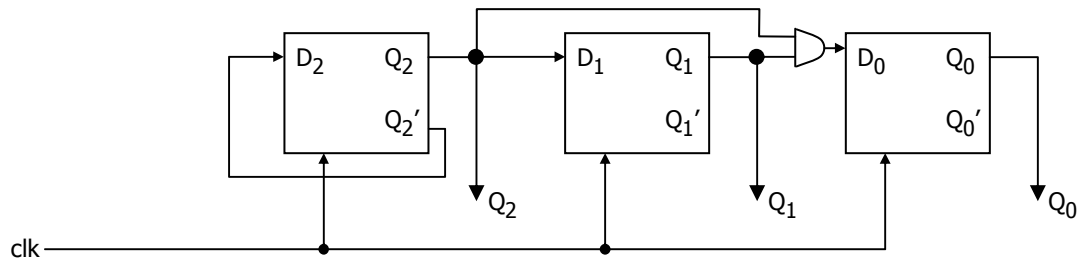 D₂ Q₂
Q₂′
D₁ Q₁
Q₁′
D₀ Q₀
Q₀′
Q₂
Q₁
Q₀
clk